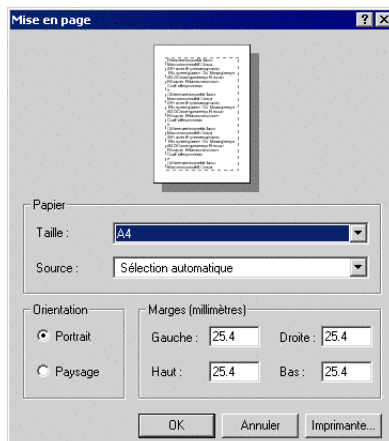 Mise en page
Papier
Taille :
A4
Source :
Sélection automatique
Orientation
Portrait
Paysage
Marges (millimètres)
Gauche : 25.4 Droite : 25.4
Haut : 25.4 Bas : 25.4
OK Annuler Imprimante...